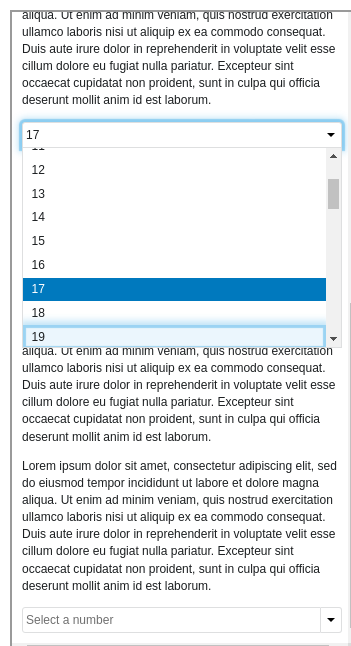 aliqua. Ut enim ad minim veniam, quis nostrud exercitation
ullamco laboris nisi ut aliquip ex ea commodo consequat.
Duis aute irure dolor in reprehenderit in voluptate velit esse
cillum dolore eu fugiat nulla pariatur. Excepteur sint
occaecat cupidatat non proident, sunt in culpa qui officia
deserunt mollit anim id est laborum.
17
11
12
13
14
15
16
17
18
19
aliqua. Ut enim ad minim veniam, quis nostrud exercitation
ullamco laboris nisi ut aliquip ex ea commodo consequat.
Duis aute irure dolor in reprehenderit in voluptate velit esse
cillum dolore eu fugiat nulla pariatur. Excepteur sint
occaecat cupidatat non proident, sunt in culpa qui officia
deserunt mollit anim id est laborum.
Lorem ipsum dolor sit amet, consectetur adipiscing elit, sed
do eiusmod tempor incididunt ut labore et dolore magna
aliqua. Ut enim ad minim veniam, quis nostrud exercitation
ullamco laboris nisi ut aliquip ex ea commodo consequat.
Duis aute irure dolor in reprehenderit in voluptate velit esse
cillum dolore eu fugiat nulla pariatur. Excepteur sint
occaecat cupidatat non proident, sunt in culpa qui officia
deserunt mollit anim id est laborum.
Select a number